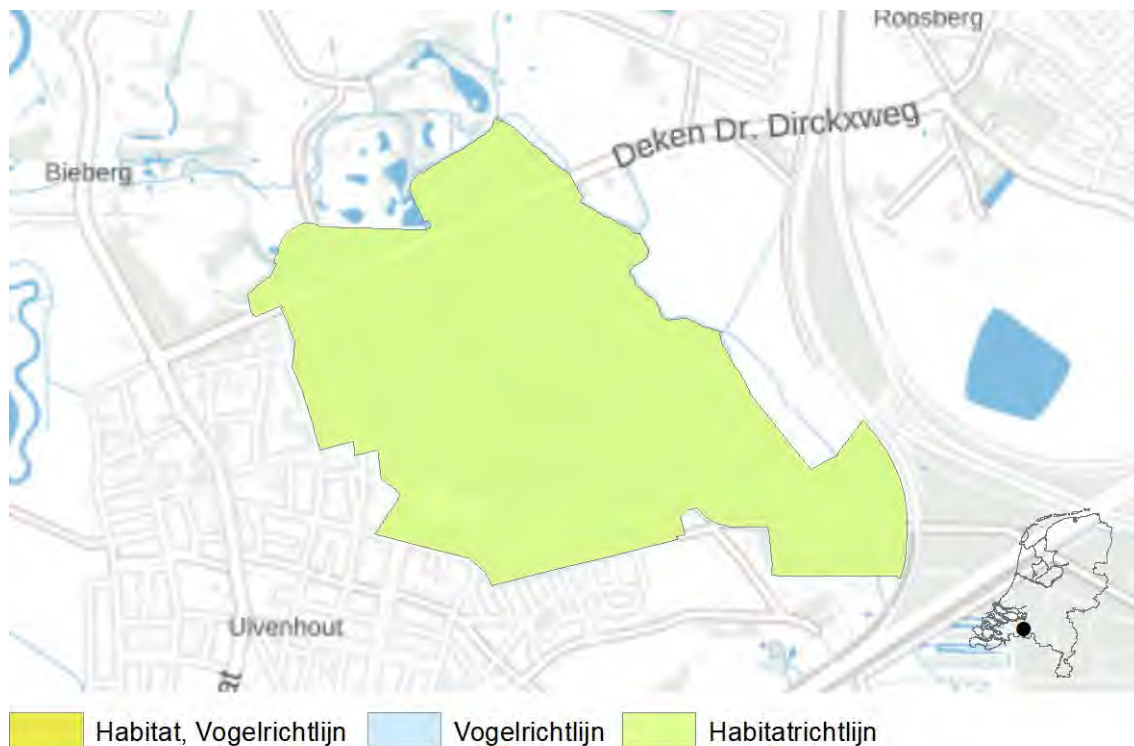 Roosberg
Deken Dr. Dirckxweg
Bieberg
Ulvenhout
Habitat, Vogelrichtlijn
Vogelrichtlijn
Habitatrichtlijn